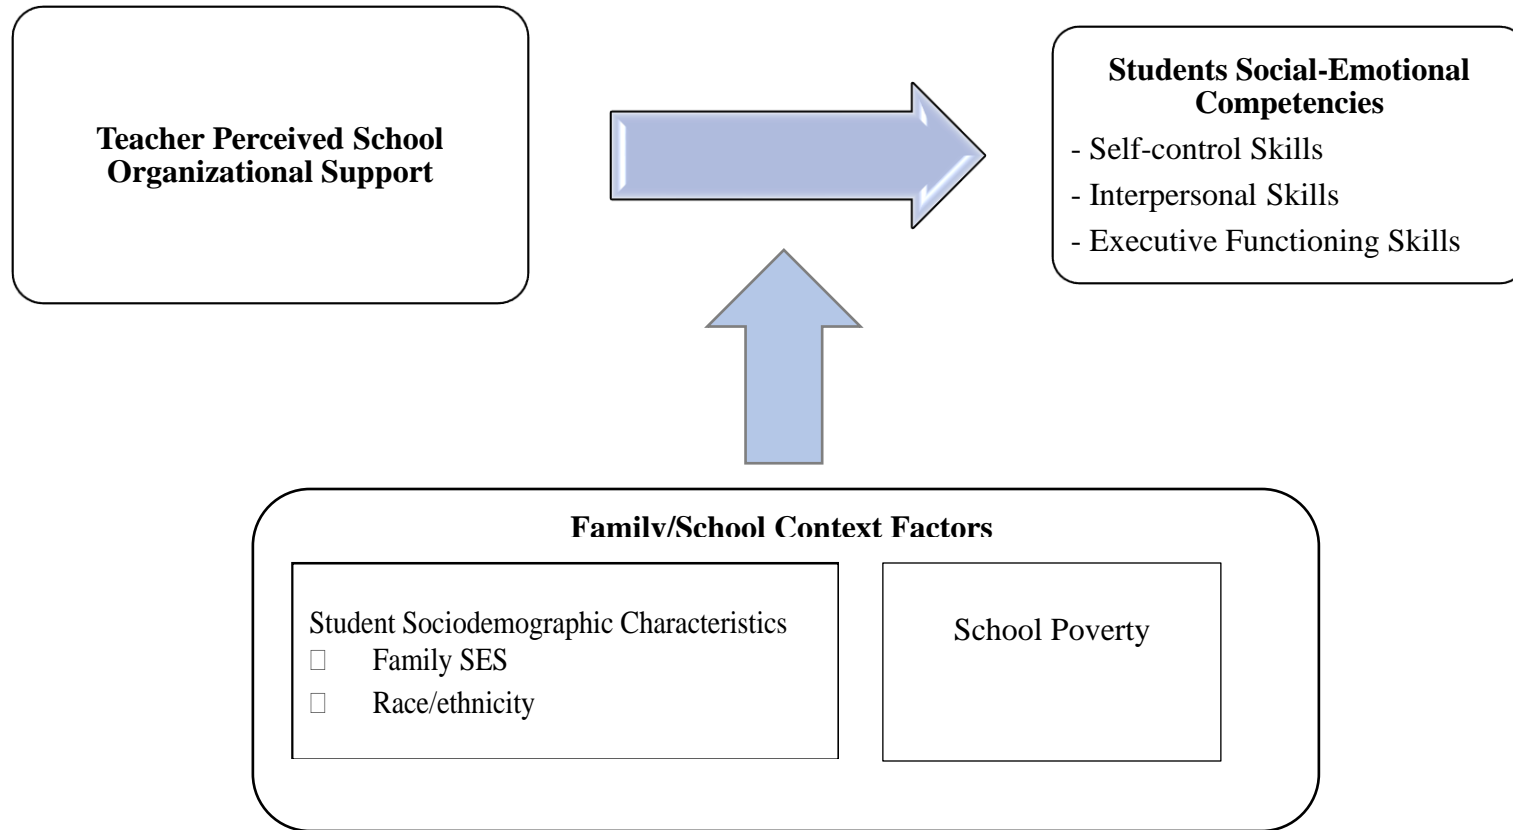 Teacher Perceived School
Organizational Support
Students Social-Emotional
Competencies
- Self-control Skills
- Interpersonal Skills
- Executive Functioning Skills
Family/School Context Factors
Student Sociodemographic Characteristics
Family SES
Race/ethnicity
School Poverty